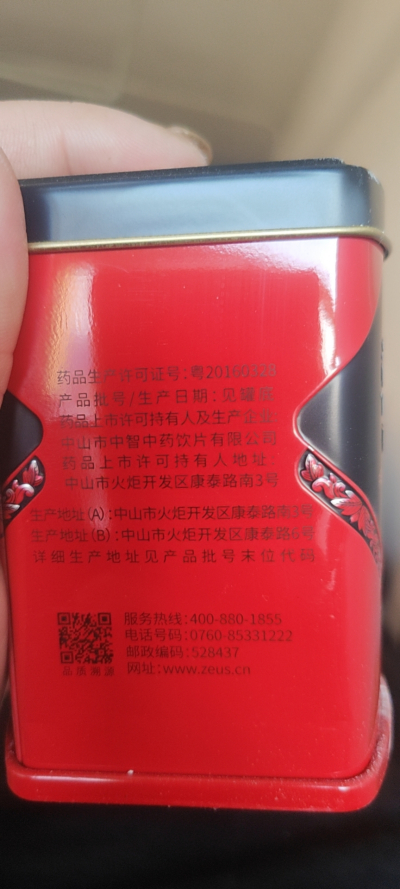 药品生产许可证号:粤20160328
产品批号/生产日期:见罐底
药品上市许可持有人及生产企业:
中山市中智中药饮片有限公司
药品上市许可持有人地址:
中山市火炬开发区康泰路南3号
生产地址(A):中山市火炬开发区康泰路南3号
生产地址(B):中山市火炬开发区康泰路6号
详细生产地址见产品批号末位代码
服务热线:400-880-1855
电话号码:0760-85331222
邮政编码:528437
网址:www.zeus.cn
品质溯源